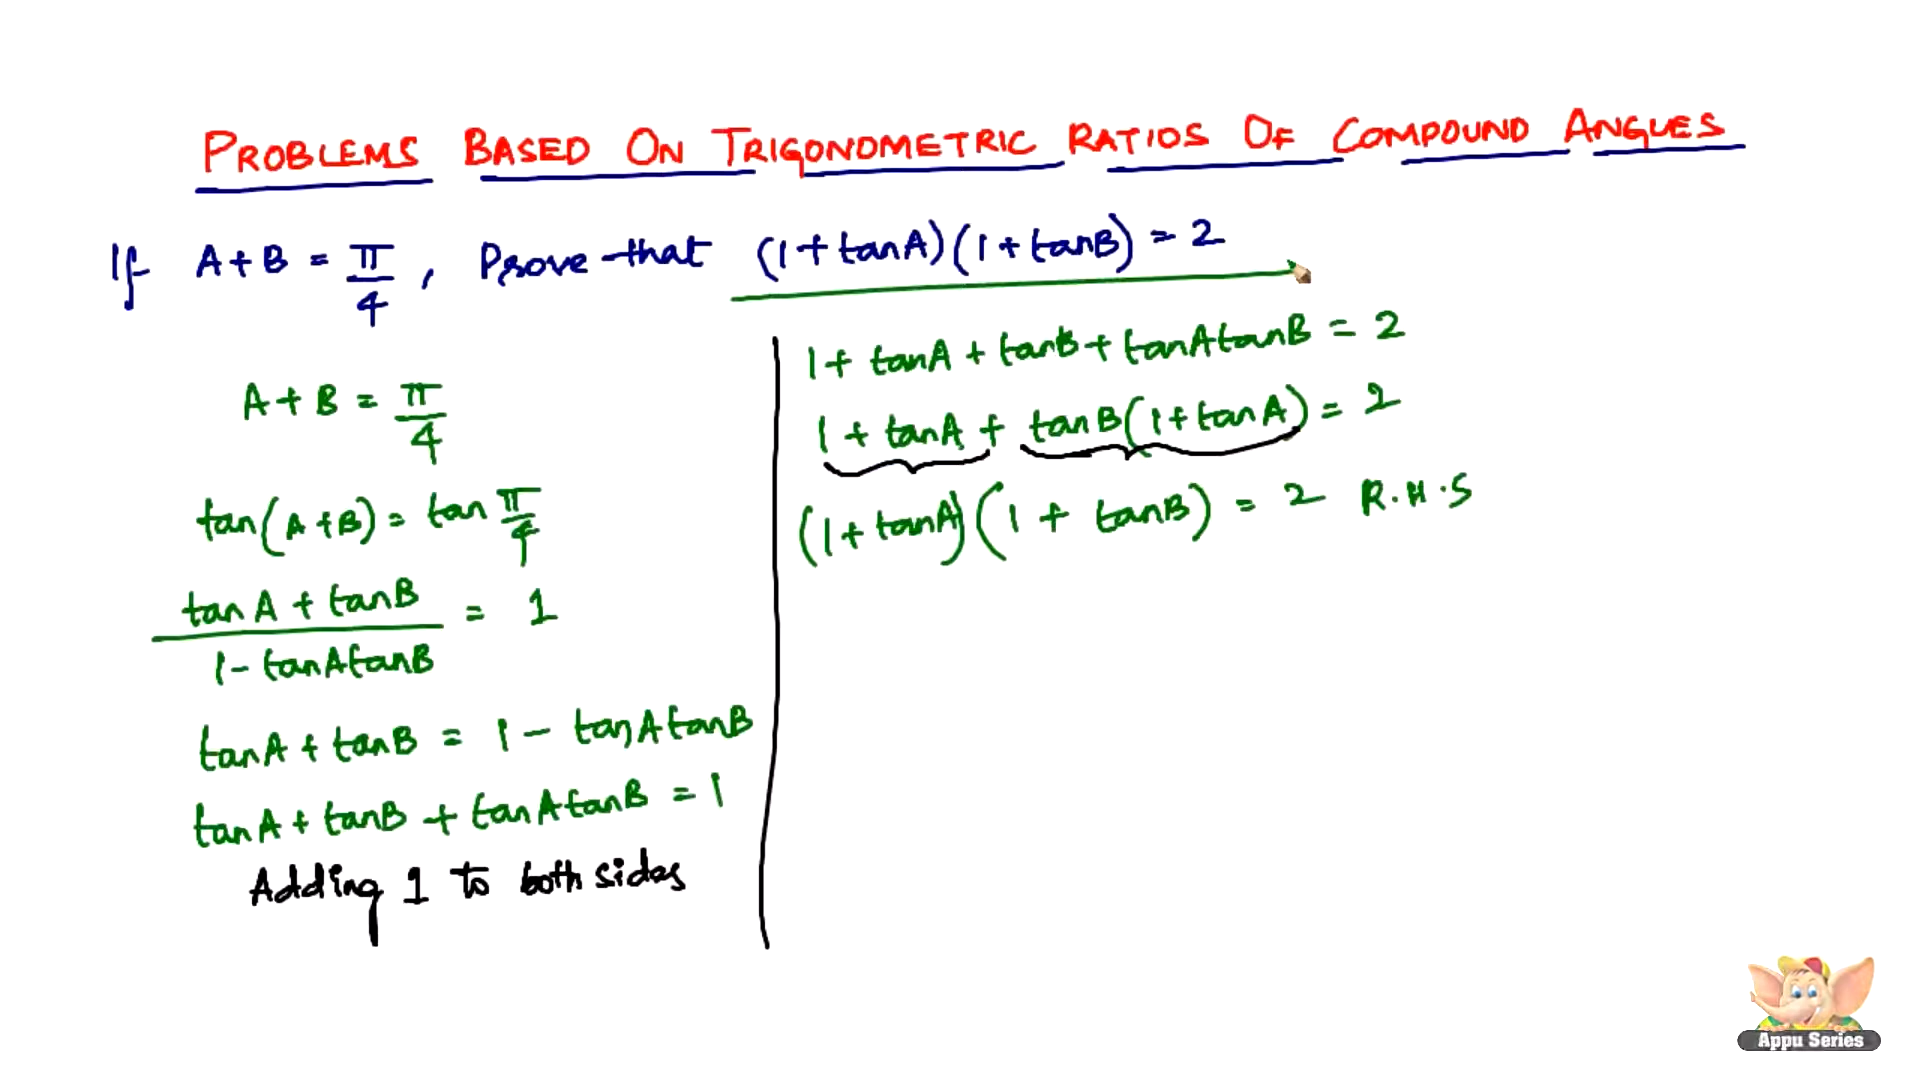 PROBLEMS BASED ON TRIGONOMETRIC RATIOS OF COMPOUND ANGLES
If A+B = π/4, Prove that (1+tanA)(1+tanB) = 2
A+B = π/4
tan(A+B) = tan π/4
(tanA + tanB)/(1-tanAtanB) = 1
tanA + tanB = 1 - tanAtanB
tanA + tanB + tanAtanB = 1
Adding 1 to both sides
1 + tanA + tanB + tanAtanB = 2
1 + tanA + tanB(1+tanA) = 2
(1+tanA)(1 + tanB) = 2 R.H.S
Appu Series